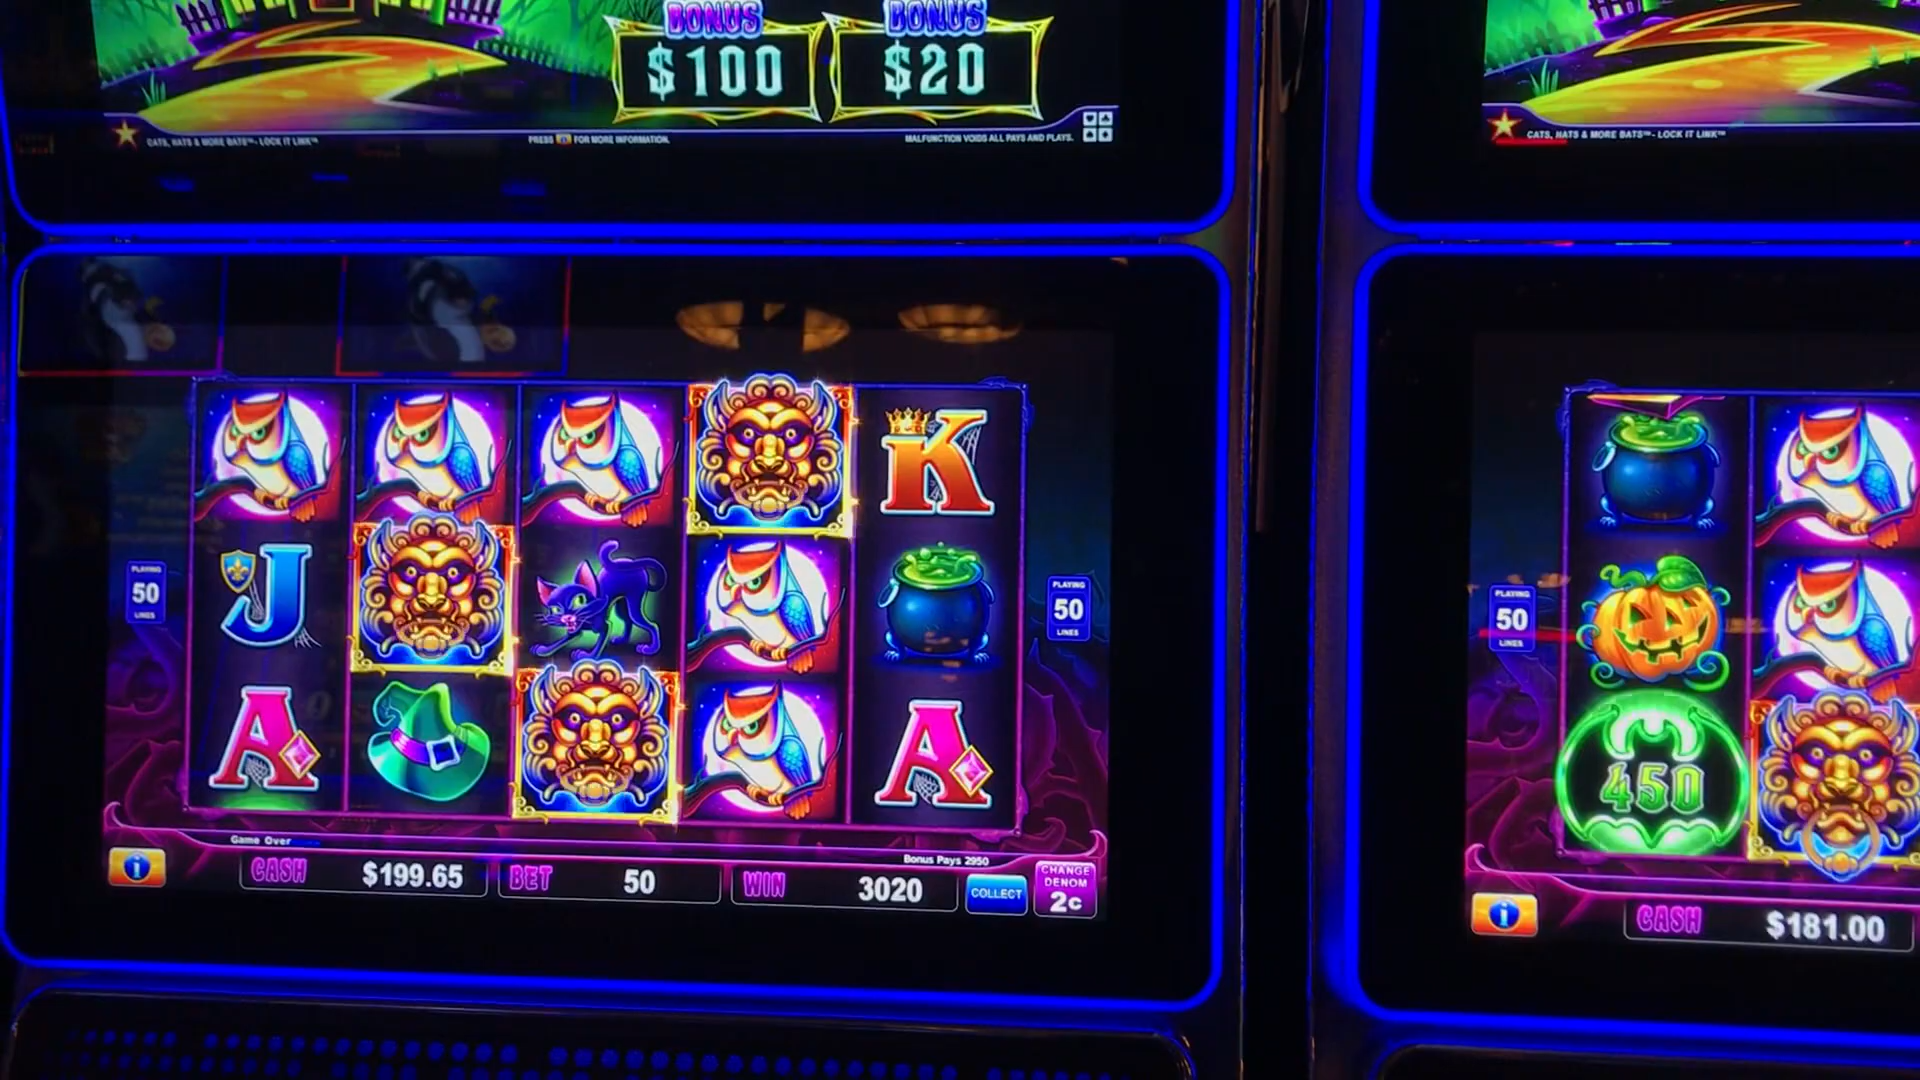 BONUS
$100
BONUS
$20
CATS, HATS & MORE BATS™ - LOCK IT LINK™
PRESS i FOR MORE INFORMATION.
MALFUNCTION VOIDS ALL PAYS AND PLAYS.
CATS, HATS & MORE BATS™ - LOCK IT LINK™
K
J
A
A
PLAYING
50
LINES
PLAYING
50
LINES
Game Over
Bonus Pays 2950
i
CASH
$199.65
BET
50
WIN
3020
COLLECT
CHANGE
DENOM
2¢
PLAYING
50
LINES
450
i
CASH
$181.00